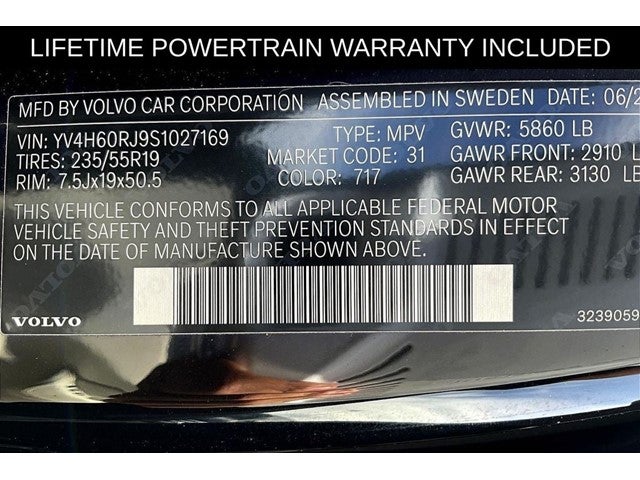 LIFETIME POWERTRAIN WARRANTY INCLUDED
MFD BY VOLVO CAR CORPORATION ASSEMBLED IN SWEDEN DATE: 06/2
VIN: YV4H60RJ9S1027169 TYPE: MPV GVWR: 5860 LB
TIRES: 235/55R19 MARKET CODE: 31 GAWR FRONT: 2910 L
RIM: 7.5Jx19x50.5 COLOR: 717 GAWR REAR: 3130 LB
THIS VEHICLE CONFORMS TO ALL APPLICABLE FEDERAL MOTOR
VEHICLE SAFETY AND THEFT PREVENTION STANDARDS IN EFFECT
ON THE DATE OF MANUFACTURE SHOWN ABOVE.
VOLVO 3239059